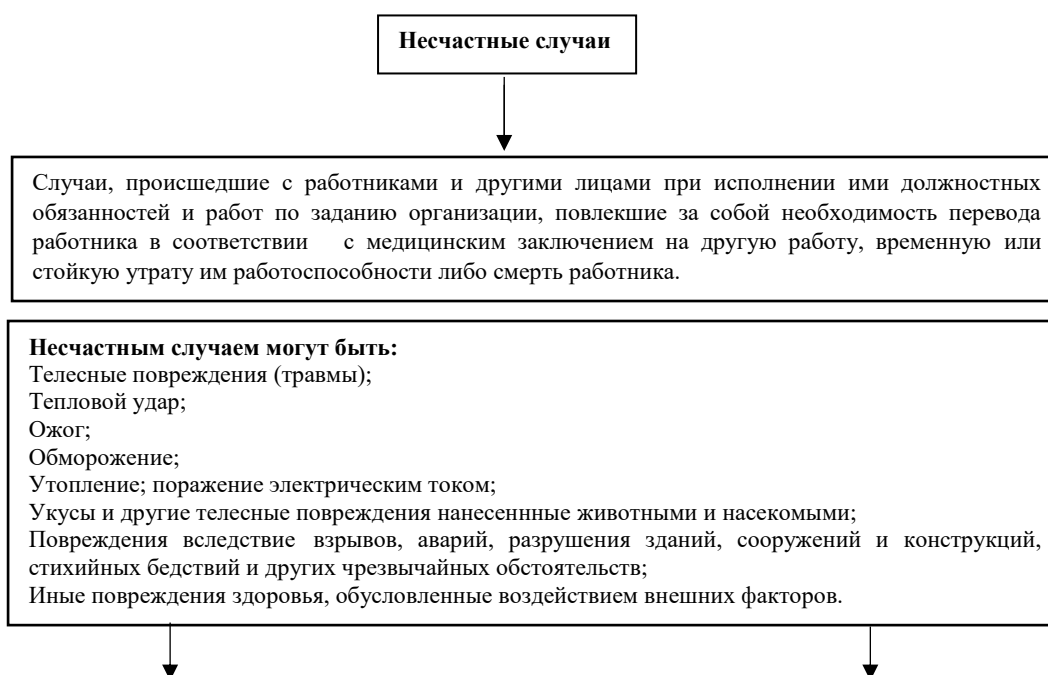 Несчастные случаи
Случаи, происшедшие с работниками и другими лицами при исполнении ими должностных
обязанностей и работ по заданию организации, повлекшие за собой необходимость перевода
работника в соответствии с медицинским заключением на другую работу, временную или
стойкую утрату им работоспособности либо смерть работника.
Несчастным случаем могут быть:
Телесные повреждения (травмы);
Тепловой удар;
Ожог;
Обморожение;
Утопление; поражение электрическим током;
Укусы и другие телесные повреждения нанесеннные животными и насекомыми;
Повреждения вследствие взрывов, аварий, разрушения зданий, сооружений и конструкций,
стихийных бедствий и других чрезвычайных обстоятельств;
Иные повреждения здоровья, обусловленные воздействием внешних факторов.